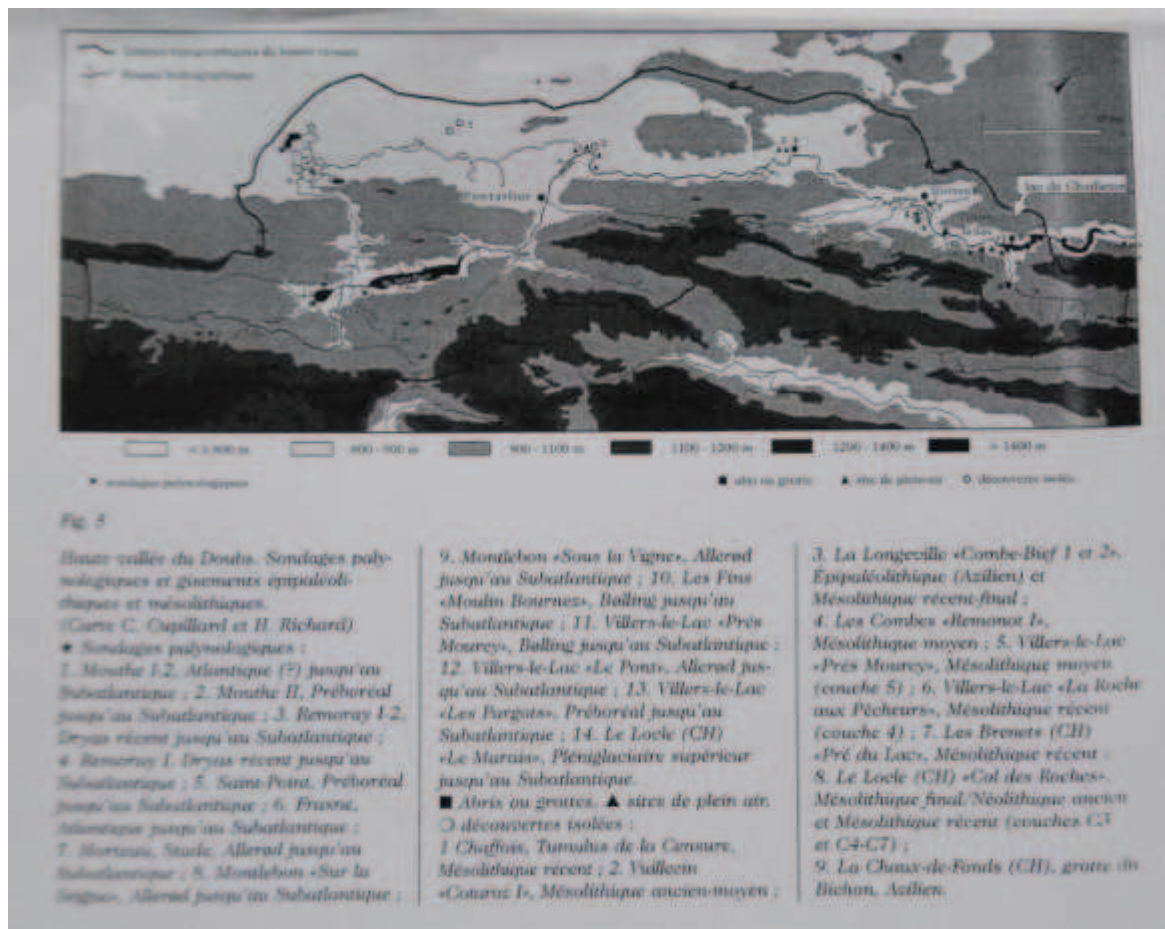 Réseau hydrographique
Pontarlier
Morteau
lac de Chaillexon
800 - 900 m
900 - 1100 m
1100 - 1200 m
1200 - 1400 m
> 1400 m
★ sondages palynologiques
■ abri ou grotte
▲ site de plein air
○ découverte isolée
Fig. 5
Haute vallée du Doubs. Sondages paly-
nologiques et gisements épipaléoli-
thiques et mésolithiques.
(Carte C. Cupillard et H. Richard)
★ Sondages palynologiques :
1. Mouthe I-2, Atlantique (?) jusqu'au
Subatlantique ; 2. Mouthe II, Préboréal
jusqu'au Subatlantique ; 3. Remoray I-2,
Dryas récent jusqu'au Subatlantique ;
4. Remoray I, Dryas récent jusqu'au
Subatlantique ; 5. Saint-Point, Préboréal
jusqu'au Subatlantique ; 6. Frasne,
Atlantique jusqu'au Subatlantique ;
7. Morteau, Stade, Allerød jusqu'au
Subatlantique ; 8. Montlebon «Sur la
Seigne», Allerød jusqu'au Subatlantique ;
9. Montlebon «Sous la Vigne», Allerød
jusqu'au Subatlantique ; 10. Les Fins
«Moulin Bournez», Bølling jusqu'au
Subatlantique ; 11. Villers-le-Lac «Prés
Mourey», Bølling jusqu'au Subatlantique ;
12. Villers-le-Lac «Le Pont», Allerød jus-
qu'au Subatlantique ; 13. Villers-le-Lac
«Les Pargots», Préboréal jusqu'au
Subatlantique ; 14. Le Locle (CH)
«Le Marais», Pléniglaciaire supérieur
jusqu'au Subatlantique.
■ Abris ou grottes, ▲ sites de plein air,
❍ découvertes isolées :
1 Chaffois, Tumulus de la Censure,
Mésolithique récent ; 2. Vuillecin
«Couroz I», Mésolithique ancien-moyen ;
3. La Longeville «Combe-Bief 1 et 2»,
Epipaléolithique (Azilien) et
Mésolithique récent-final ;
4. Les Combes «Remonot I»,
Mésolithique moyen ; 5. Villers-le-Lac
«Prés Mourey», Mésolithique moyen
(couche 5) ; 6. Villers-le-Lac «La Roche
aux Pêcheurs», Mésolithique récent
(couche 4) ; 7. Les Brenets (CH)
«Pré du Lac», Mésolithique récent ;
8. Le Locle (CH) «Col des Roches»,
Mésolithique final/Néolithique ancien
et Mésolithique récent (couches C3
et C4-C7) ;
9. La Chaux-de-Fonds (CH), grotte du
Bichon, Azilien.